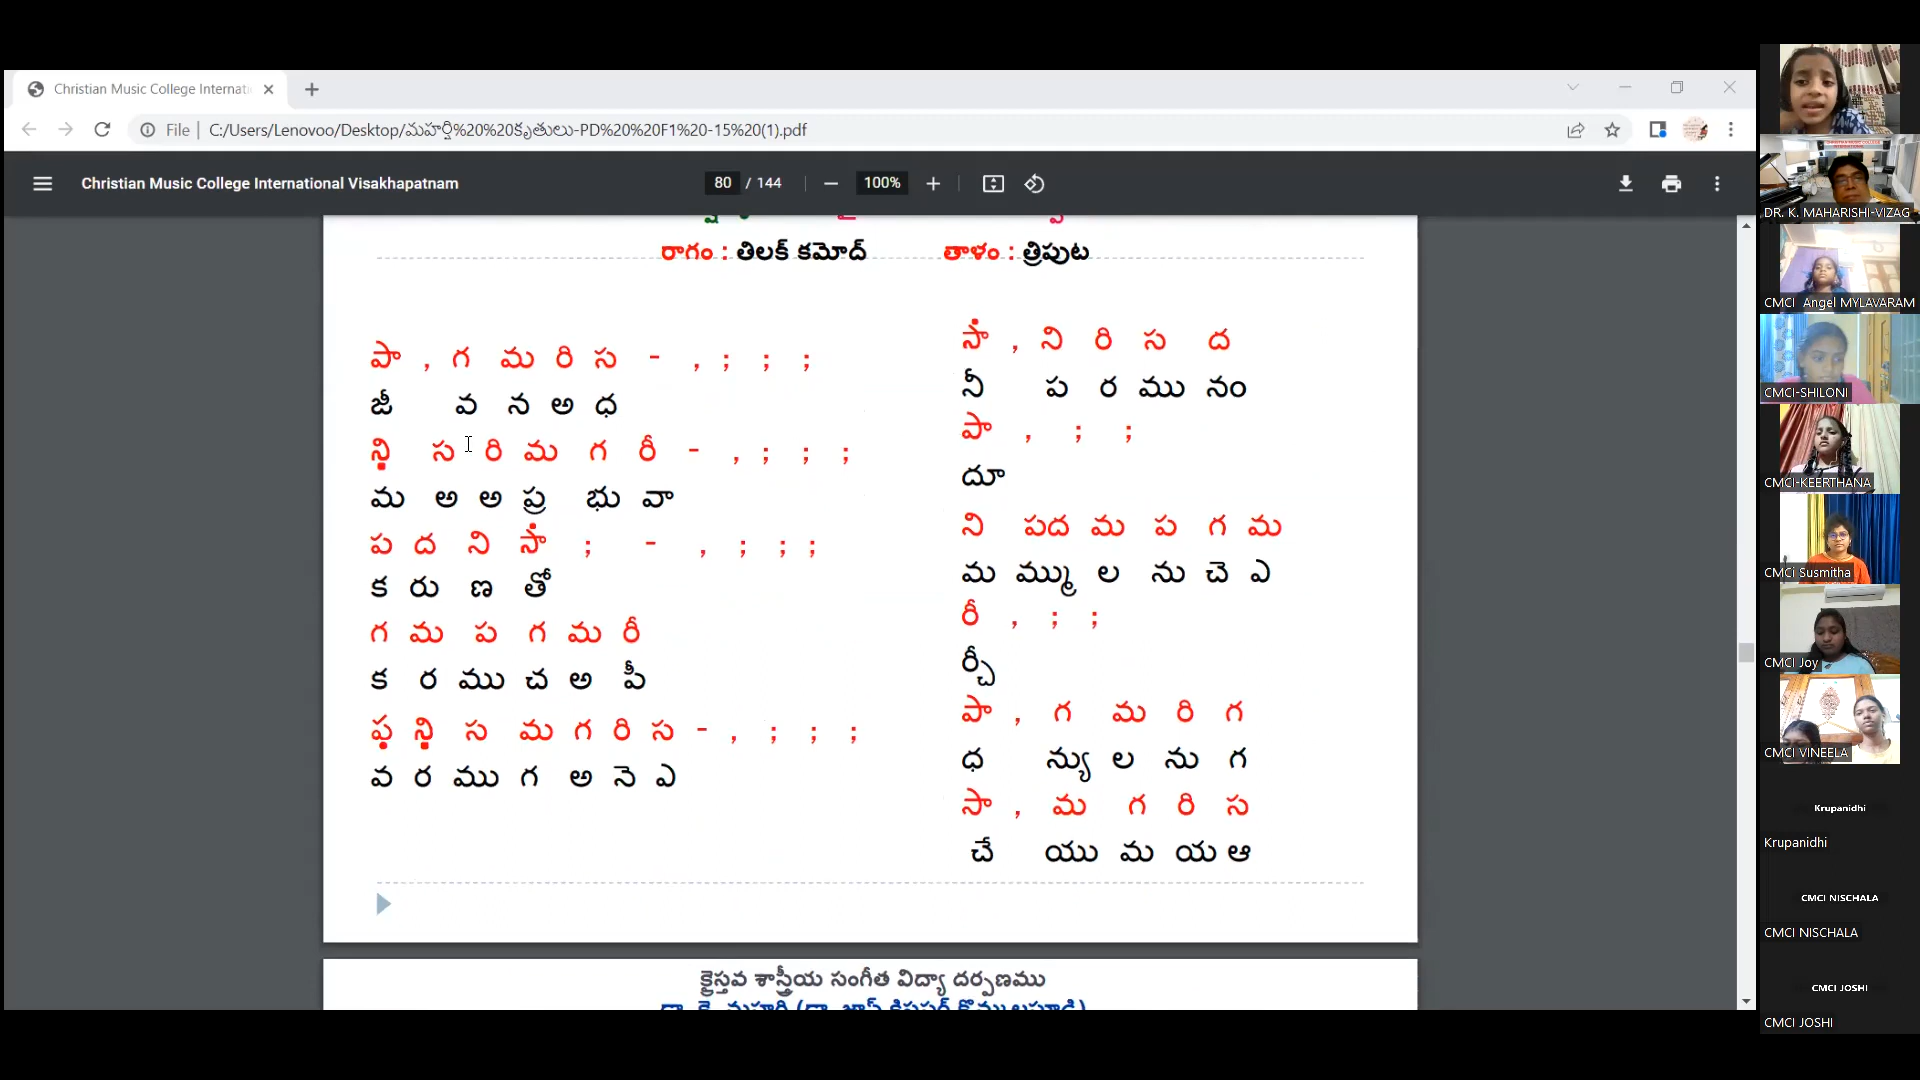 Christian Music College Internati
File
C:/Users/Lenovoo/Desktop/మహర్షి%20%20కృతులు-PD%20%20F1%20-15%20(1).pdf
Christian Music College International Visakhapatnam
80 / 144
100%
రాగం : తిలక్ కమోద్ తాళం : త్రిపుట
పా , గ మ రి స - , ; ; ;
జీ వ న అ ధ
ని స రి మ గ రీ - , ; ; ;
మ అ అ ప్ర భు వా
ప ద ని సా ; - , ; ; ;
క రు ణ తో
గ మ ప గ మ రీ
క ర ము చ అ పీ
ప ని స మ గ రి స - , ; ; ;
వ ర ము గ అ నె ఎ
సా , ని రి స ద
నీ ప ర ము నం
పా , ; ;
దూ
ని పద మ ప గ మ
మ మ్ము ల ను చె ఎ
రీ , ; ;
ర్చీ
పా , గ మ రి గ
ధ న్యు ల ను గ
సా , మ గ రి స
చే యు మ య ఆ
క్రైస్తవ శాస్త్రీయ సంగీత విద్యా దర్పణము
DR. K. MAHARISHI-VIZAG
CMCI Angel MYLAVARAM
CMCI-SHILONI
CMCI-KEERTHANA
CMCi Susmitha
CMCI Joy
CMCI VINEELA
Krupanidhi
Krupanidhi
CMCI NISCHALA
CMCI NISCHALA
CMCI JOSHI
CMCI JOSHI